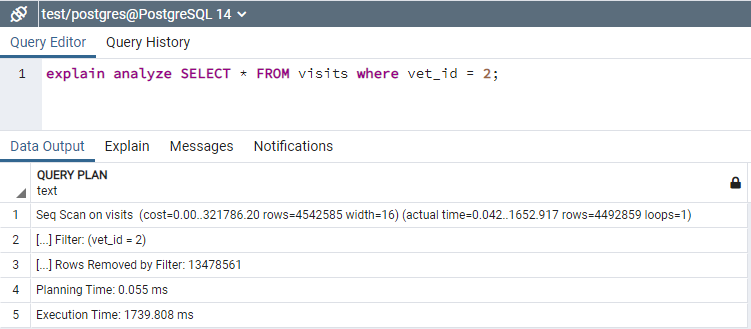 test/postgres@PostgreSQL 14
Query Editor Query History
1 explain analyze SELECT * FROM visits where vet_id = 2;
Data Output Explain Messages Notifications
QUERY PLAN
text
1 Seq Scan on visits (cost=0.00..321786.20 rows=4542585 width=16) (actual time=0.042..1652.917 rows=4492859 loops=1)
2 [...] Filter: (vet_id = 2)
3 [...] Rows Removed by Filter: 13478561
4 Planning Time: 0.055 ms
5 Execution Time: 1739.808 ms